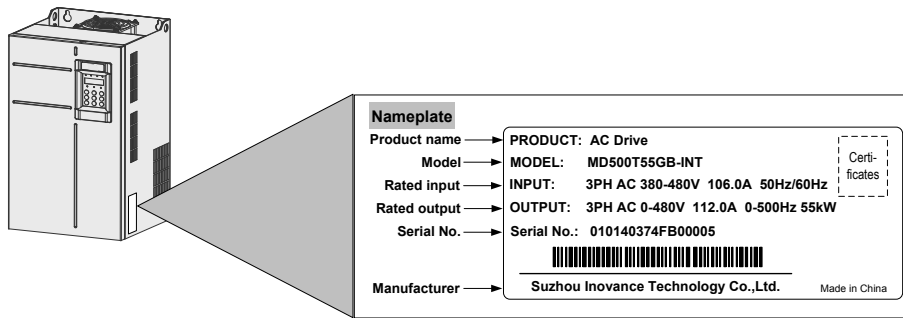 Nameplate
Product name
PRODUCT: AC Drive
Model
MODEL: MD500T55GB-INT
Rated input
INPUT: 3PH AC 380-480V 106.0A 50Hz/60Hz
Rated output
OUTPUT: 3PH AC 0-480V 112.0A 0-500Hz 55kW
Serial No.
Serial No.: 010140374FB00005
Certi-
ficates
Manufacturer
Suzhou Inovance Technology Co.,Ltd.
Made in China